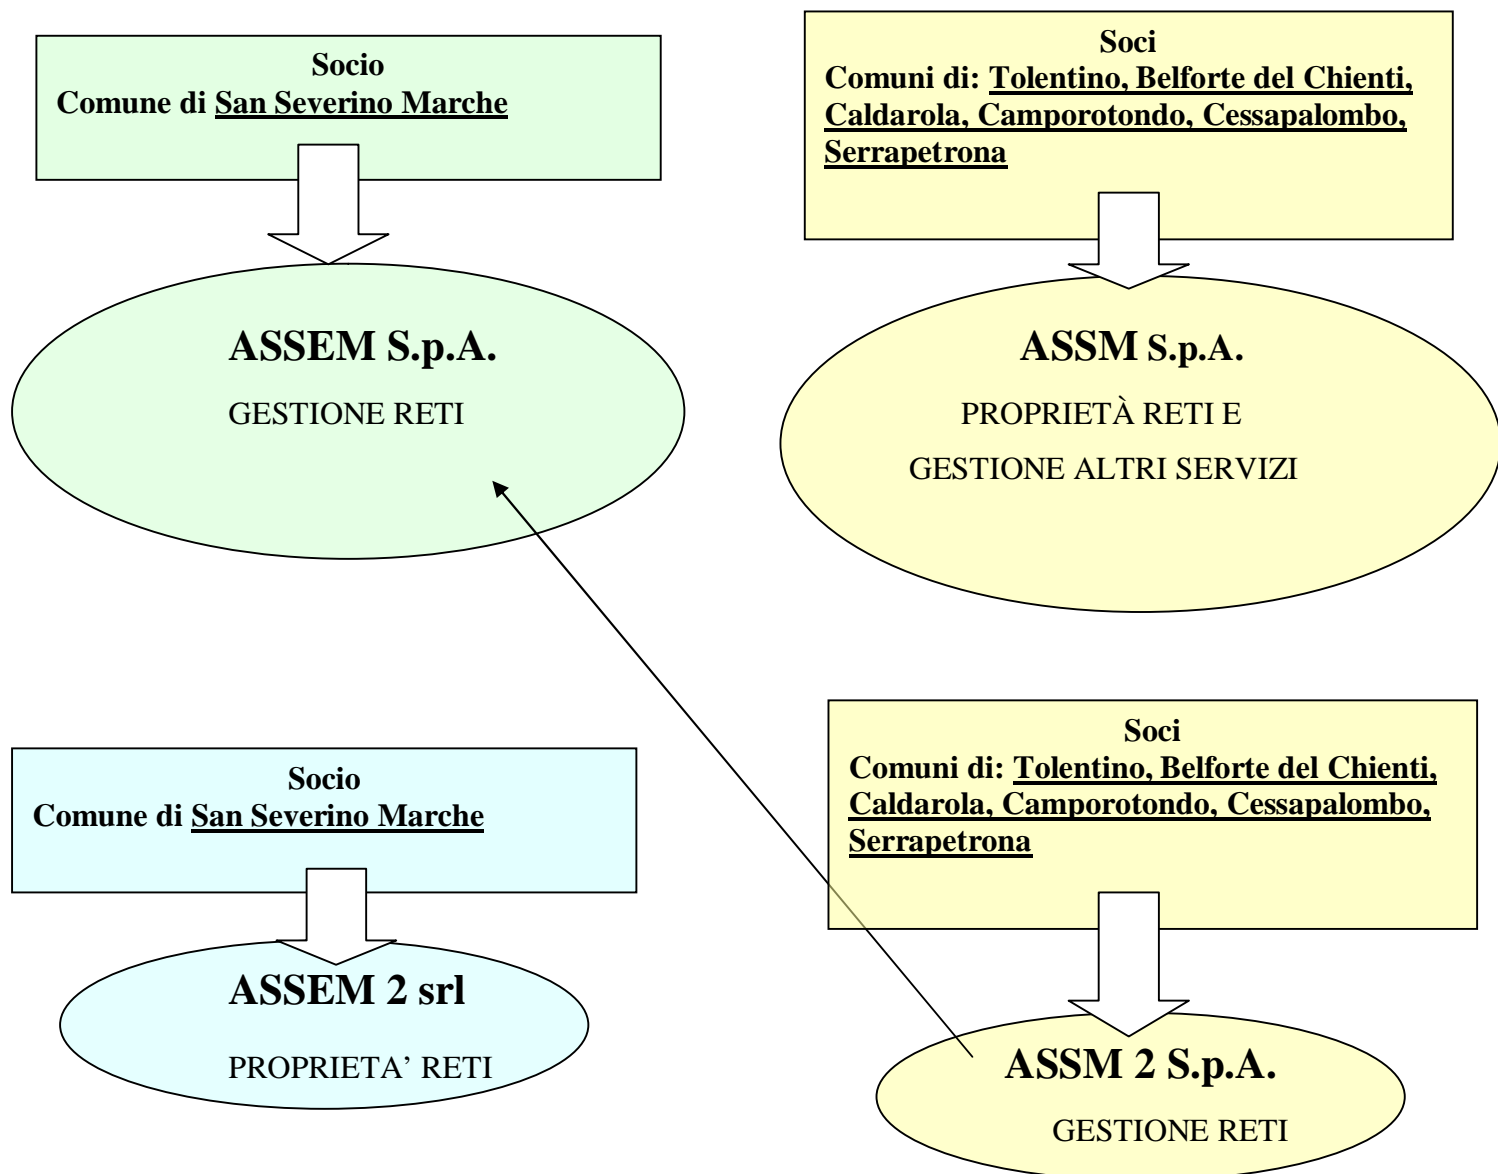 Socio
Comune di San Severino Marche
Soci
Comuni di: Tolentino, Belforte del Chienti,
Caldarola, Camporotondo, Cessapalombo,
Serrapetrona
ASSEM S.p.A.
GESTIONE RETI
ASSM S.p.A.
PROPRIETÀ RETI E
GESTIONE ALTRI SERVIZI
Socio
Comune di San Severino Marche
Soci
Comuni di: Tolentino, Belforte del Chienti,
Caldarola, Camporotondo, Cessapalombo,
Serrapetrona
ASSEM 2 srl
PROPRIETA’ RETI
ASSM 2 S.p.A.
GESTIONE RETI